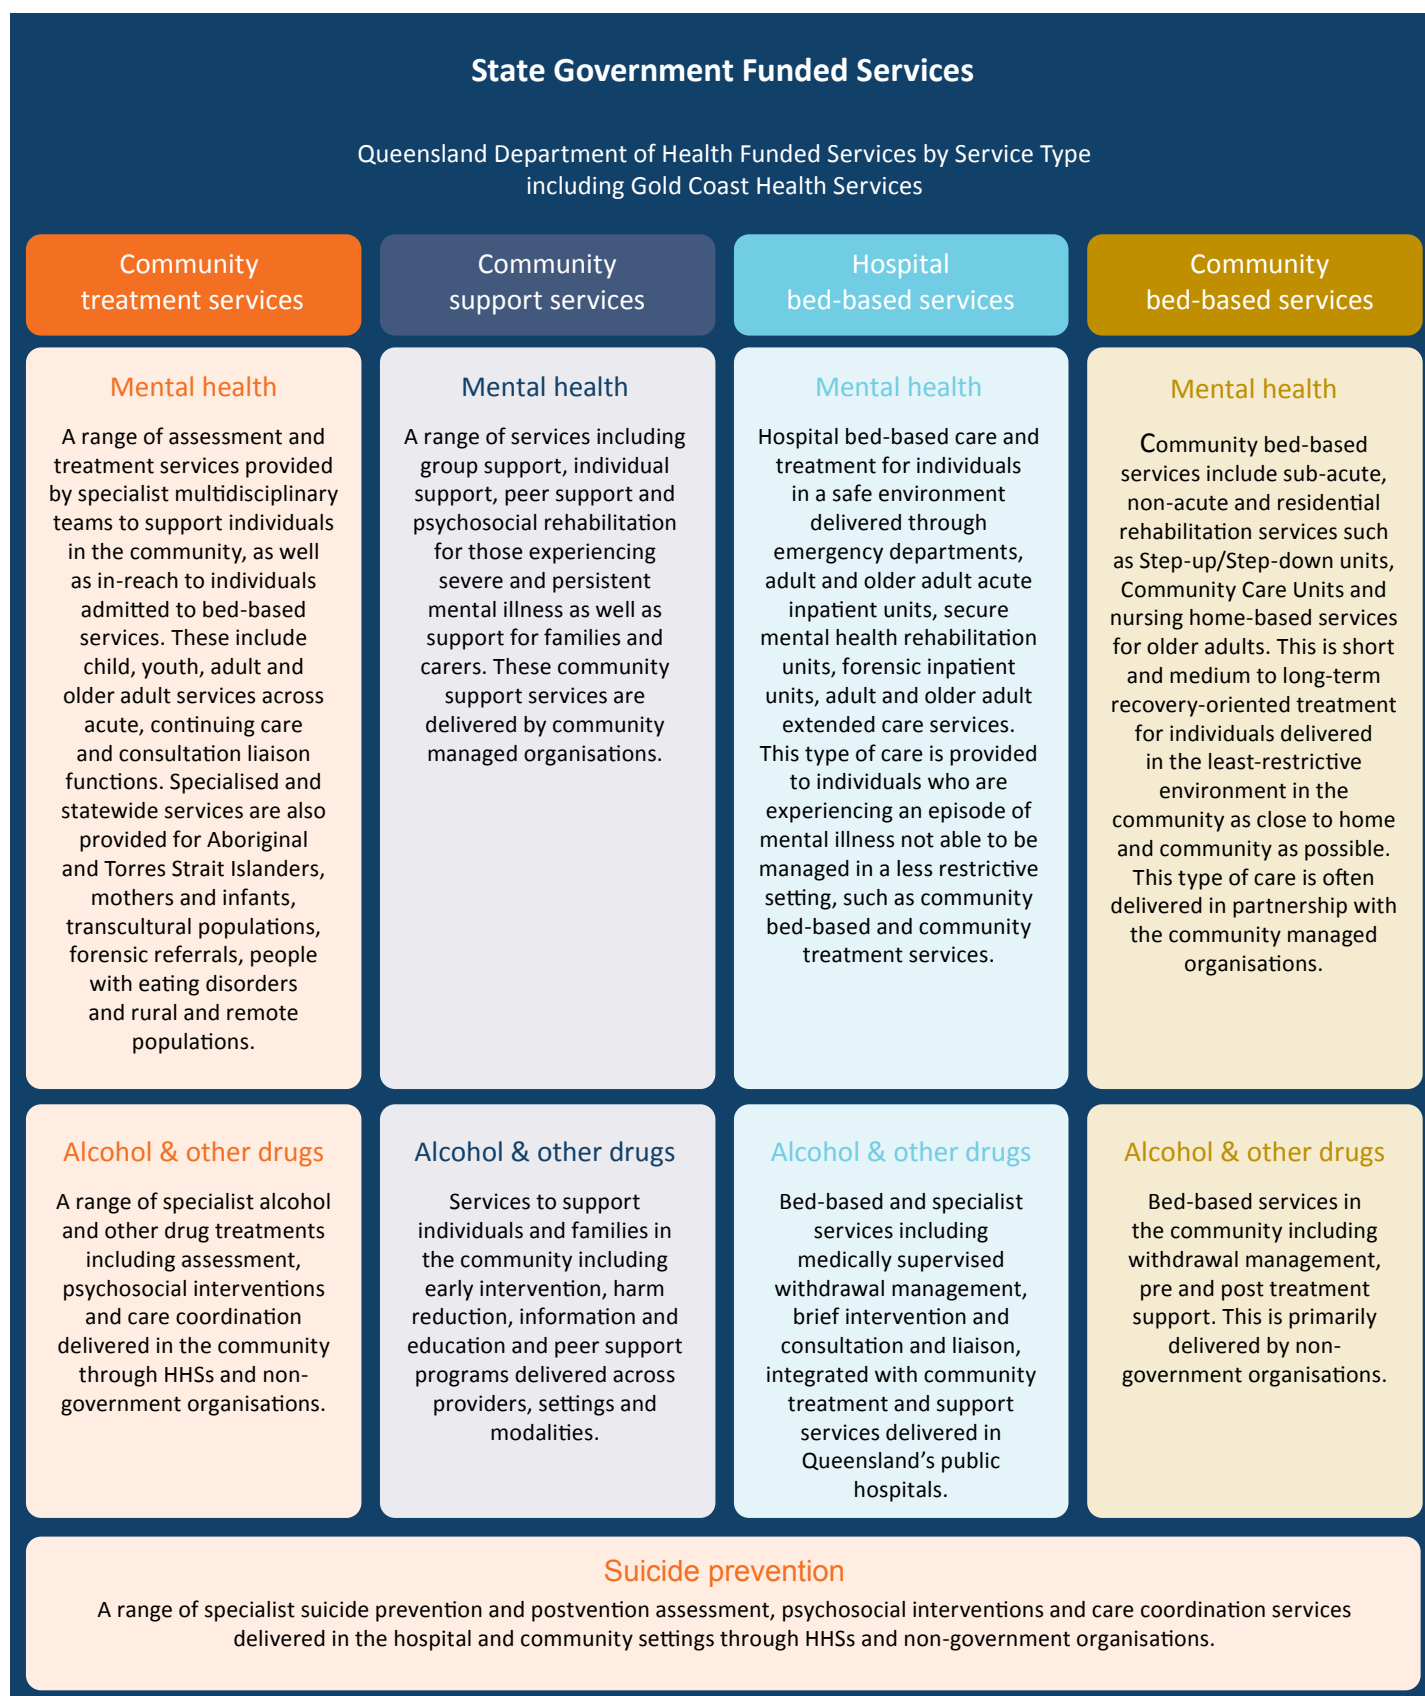 State Government Funded Services
Queensland Department of Health Funded Services by Service Type
including Gold Coast Health Services
Community
treatment services
Mental health
A range of assessment and
treatment services provided
by specialist multidisciplinary
teams to support individuals
in the community, as well
as in-reach to individuals
admitted to bed-based
services. These include
child, youth, adult and
older adult services across
acute, continuing care
and consultation liaison
functions. Specialised and
statewide services are also
provided for Aboriginal
and Torres Strait Islanders,
mothers and infants,
transcultural populations,
forensic referrals, people
with eating disorders
and rural and remote
populations.
Alcohol & other drugs
A range of specialist alcohol
and other drug treatments
including assessment,
psychosocial interventions
and care coordination
delivered in the community
through HHSs and non-
government organisations.
Community
support services
Mental health
A range of services including
group support, individual
support, peer support and
psychosocial rehabilitation
for those experiencing
severe and persistent
mental illness as well as
support for families and
carers. These community
support services are
delivered by community
managed organisations.
Alcohol & other drugs
Services to support
individuals and families in
the community including
early intervention, harm
reduction, information and
education and peer support
programs delivered across
providers, settings and
modalities.
Hospital
bed-based services
Mental health
Hospital bed-based care and
treatment for individuals
in a safe environment
delivered through
emergency departments,
adult and older adult acute
inpatient units, secure
mental health rehabilitation
units, forensic inpatient
units, adult and older adult
extended care services.
This type of care is provided
to individuals who are
experiencing an episode of
mental illness not able to be
managed in a less restrictive
setting, such as community
bed-based and community
treatment services.
Alcohol & other drugs
Bed-based and specialist
services including
medically supervised
withdrawal management,
brief intervention and
consultation and liaison,
integrated with community
treatment and support
services delivered in
Queensland’s public
hospitals.
Community
bed-based services
Mental health
Community bed-based
services include sub-acute,
non-acute and residential
rehabilitation services such
as Step-up/Step-down units,
Community Care Units and
nursing home-based services
for older adults. This is short
and medium to long-term
recovery-oriented treatment
for individuals delivered
in the least-restrictive
environment in the
community as close to home
and community as possible.
This type of care is often
delivered in partnership with
the community managed
organisations.
Alcohol & other drugs
Bed-based services in
the community including
withdrawal management,
pre and post treatment
support. This is primarily
delivered by non-
government organisations.
Suicide prevention
A range of specialist suicide prevention and postvention assessment, psychosocial interventions and care coordination services
delivered in the hospital and community settings through HHSs and non-government organisations.